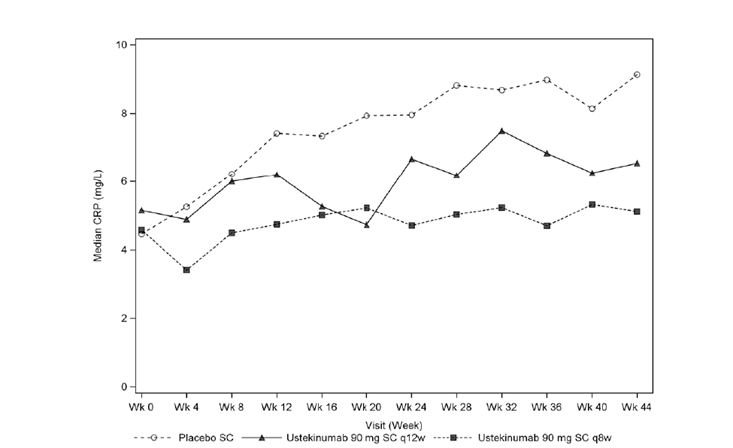 10
8
6
4
2
0
Median CRP (mg/L)
Wk 0 Wk 4 Wk 8 Wk 12 Wk 16 Wk 20 Wk 24 Wk 28 Wk 32 Wk 36 Wk 40 Wk 44
Visit (Week)
Placebo SC Ustekinumab 90 mg SC q12w Ustekinumab 90 mg SC q8w